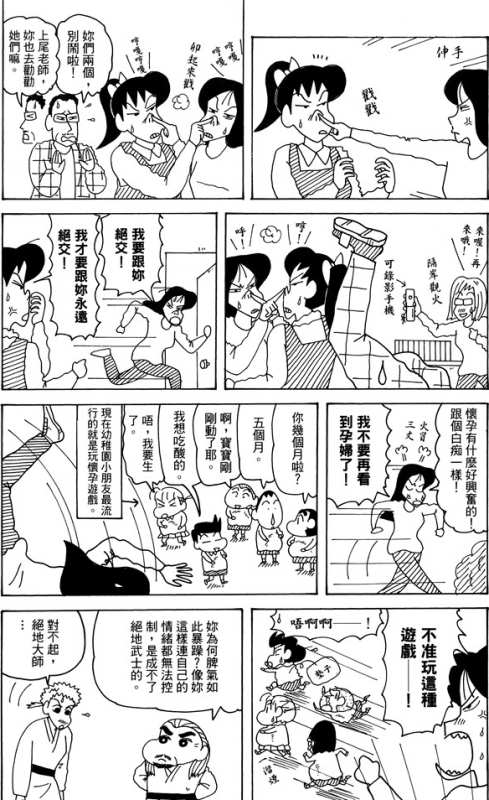 伸手
戳戳
卯起來戳
妳們兩個，
別鬧啦！
上尾老師，
妳也去勸勸
她們嘛。
來喔！再
來哦！
隔岸觀火
可錄影手機
呼！
我要跟妳
絕交！
我才要跟妳永遠
絕交！
懷孕有什麼好興奮的！
跟個白痴一樣！
火冒
三丈
我不要再看
到孕婦了！
你幾個月啦？
五個月。
啊，寶寶剛
剛動了耶。
我想吃酸的。
唔，我要生
了。
現在幼稚園小朋友最流
行的就是玩懷孕遊戲。
不准玩這種
遊戲——！
唔啊啊——！
墊子
妳為何脾氣如
此暴躁？像妳
這樣連自己的
情緒都無法控
制，是成不了
絕地武士的。
對不起，
絕地大師
…